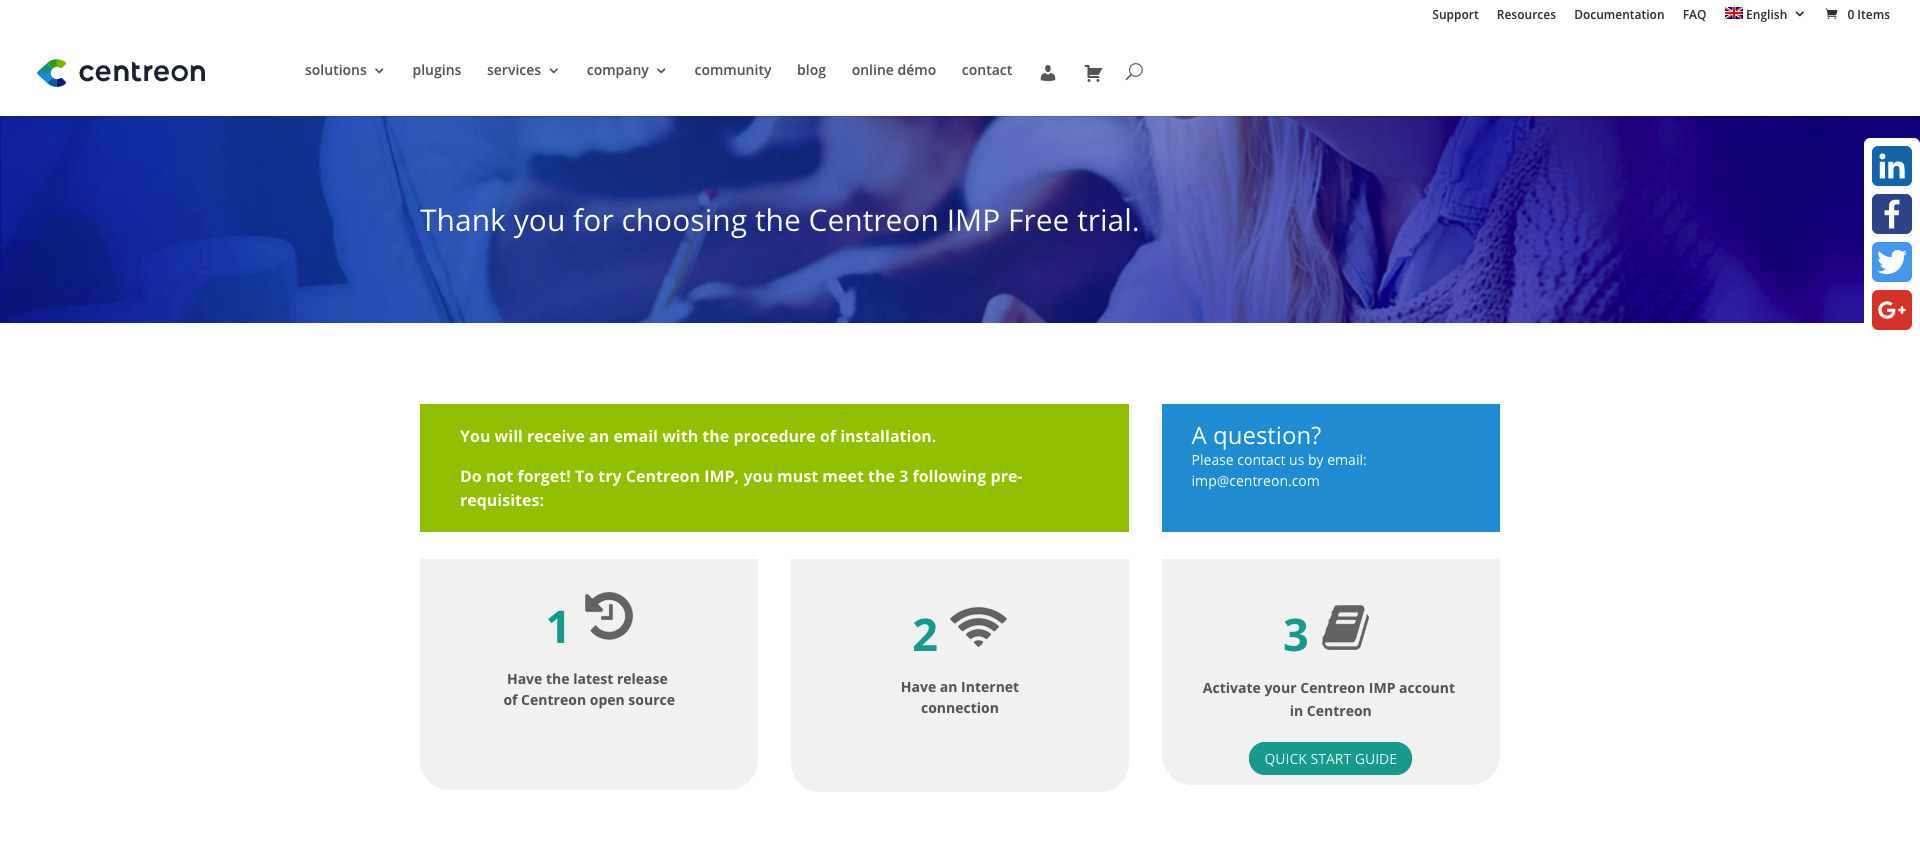 Support Resources Documentation FAQ English 0 Items
centreon
solutions plugins services company community blog online démo contact
Thank you for choosing the Centreon IMP Free trial.
in
f
G+
You will receive an email with the procedure of installation.
Do not forget! To try Centreon IMP, you must meet the 3 following pre-
requisites:
A question?
Please contact us by email:
imp@centreon.com
1
Have the latest release
of Centreon open source
2
Have an Internet
connection
3
Activate your Centreon IMP account
in Centreon
QUICK START GUIDE